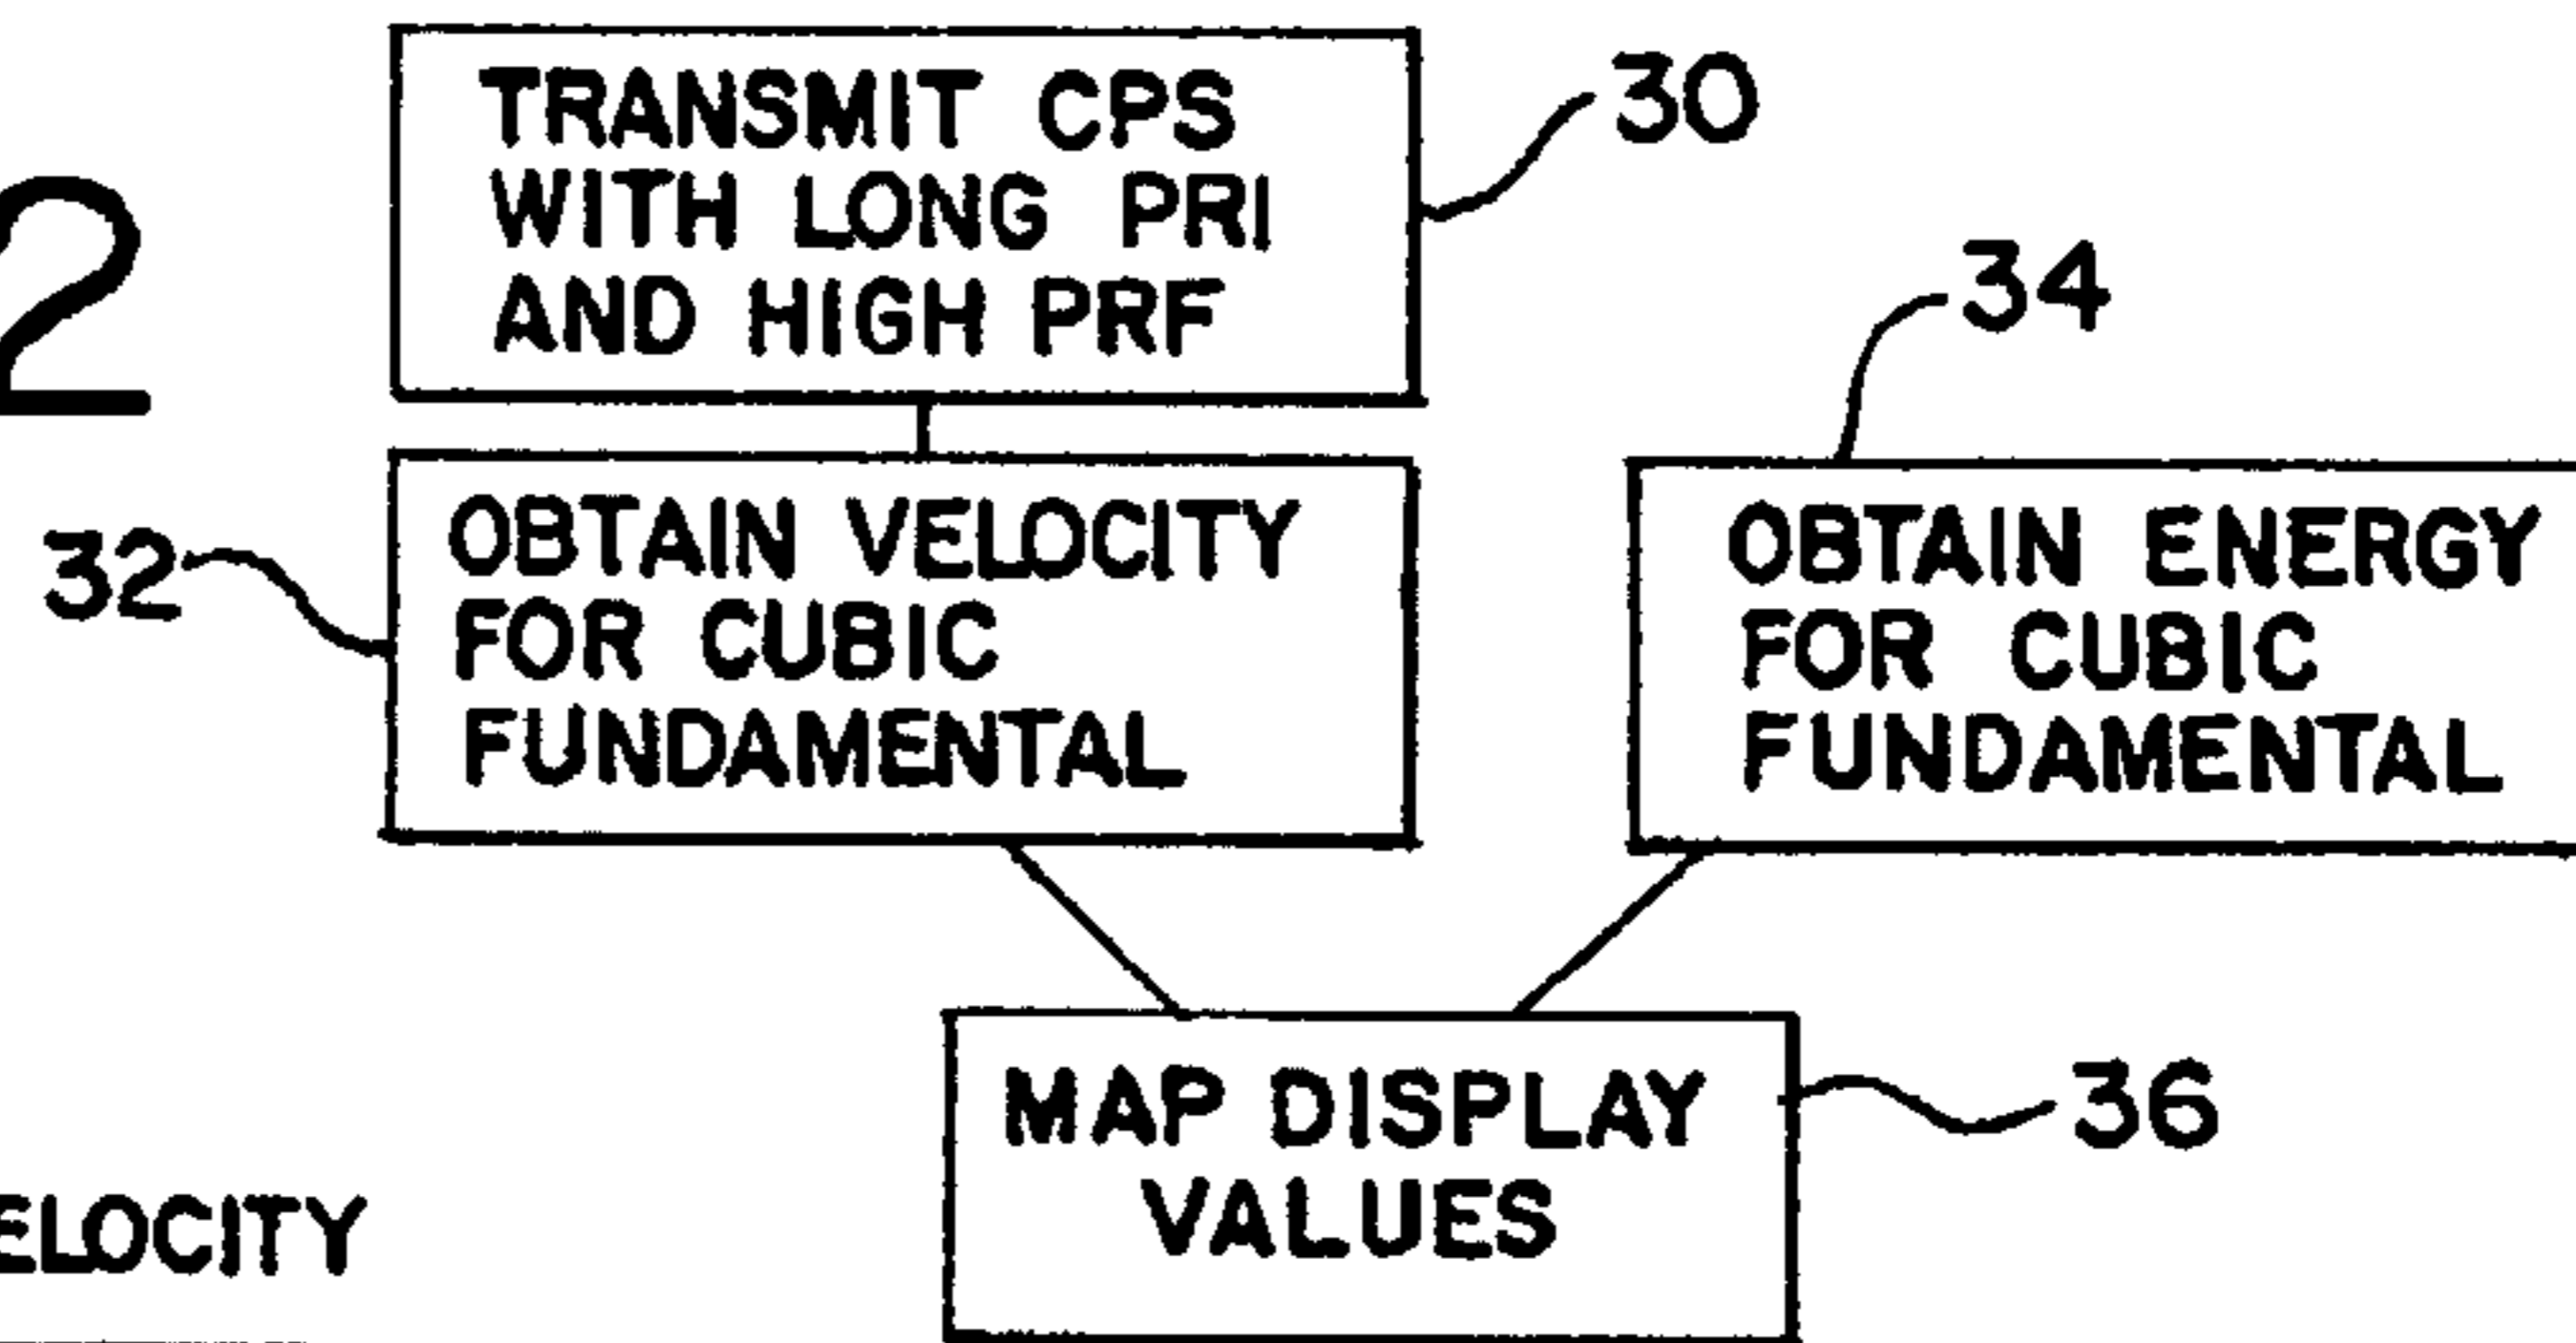 2
TRANSMIT CPS
WITH LONG PRI
AND HIGH PRF
30
34
32
OBTAIN VELOCITY
FOR CUBIC
FUNDAMENTAL
OBTAIN ENERGY
FOR CUBIC
FUNDAMENTAL
MAP DISPLAY
VALUES
36
ELOCITY